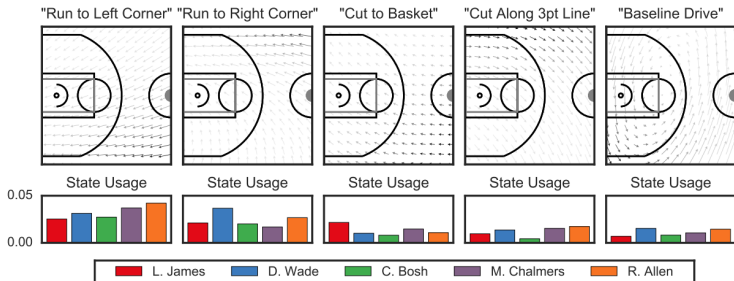 "Run to Left Corner" "Run to Right Corner" "Cut to Basket" "Cut Along 3pt Line" "Baseline Drive"
State Usage State Usage State Usage State Usage State Usage
0.05
0.00
L. James D. Wade C. Bosh M. Chalmers R. Allen